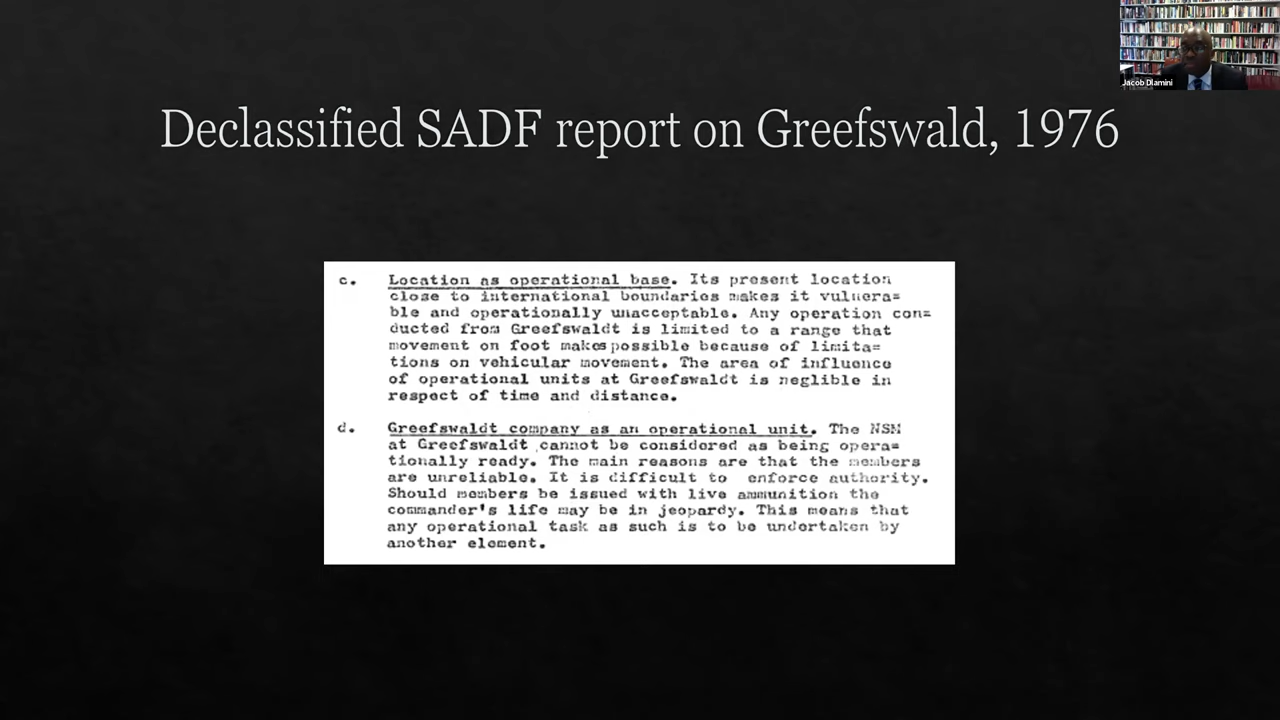 Jacob Dlamini
Declassified SADF report on Greefswald, 1976
c. Location as operational base. Its present location
close to international boundaries makes it vulnera=
ble and operationally unacceptable. Any operation con=
ducted from Greefswaldt is limited to a range that
movement on foot makes possible because of limita=
tions on vehicular movement. The area of influence
of operational units at Greefswaldt is neglible in
respect of time and distance.
d. Greefswaldt company as an operational unit. The NSM
at Greefswaldt cannot be considered as being opera=
tionally ready. The main reasons are that the members
are unreliable. It is difficult to enforce authority.
Should members be issued with live ammunition the
commander's life may be in jeopardy. This means that
any operational task as such is to be undertaken by
another element.